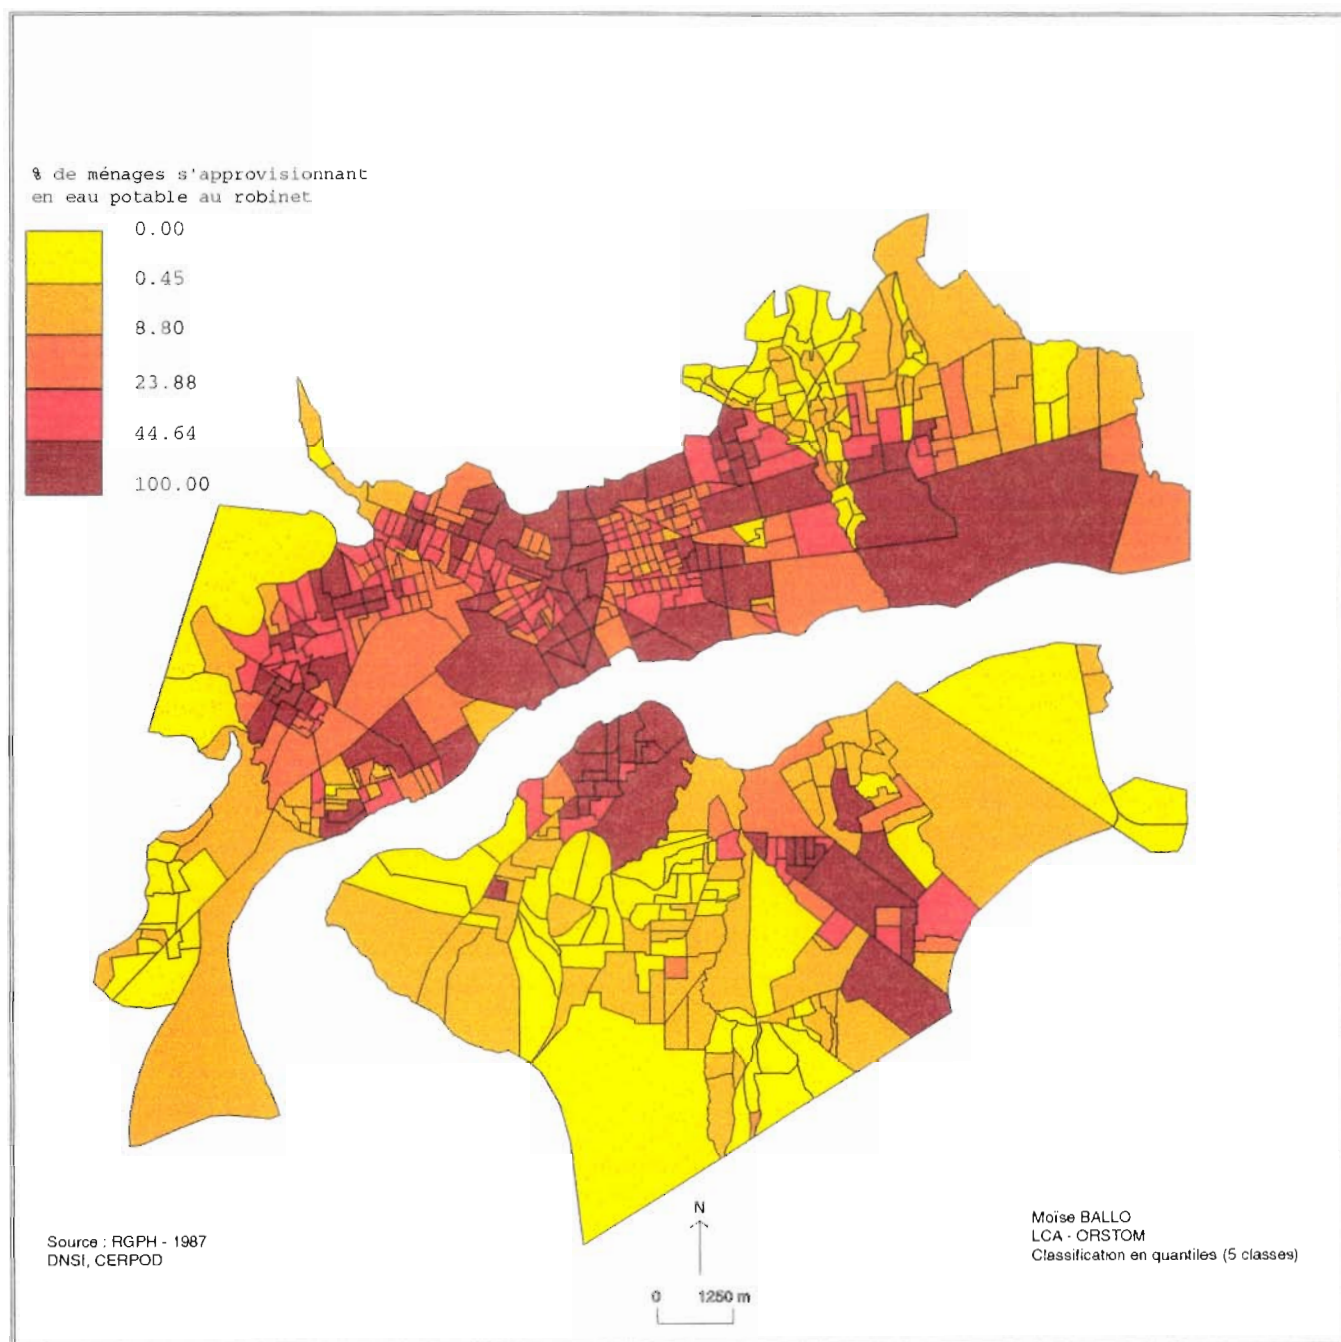 % de ménages s'approvisionnant
en eau potable au robinet
0.00
0.45
8.80
23.88
44.64
100.00
N
0 1250 m
Source : RGPH - 1987
DNSI, CERPOD
Moïse BALLO
LCA - ORSTOM
Classification en quantiles (5 classes)